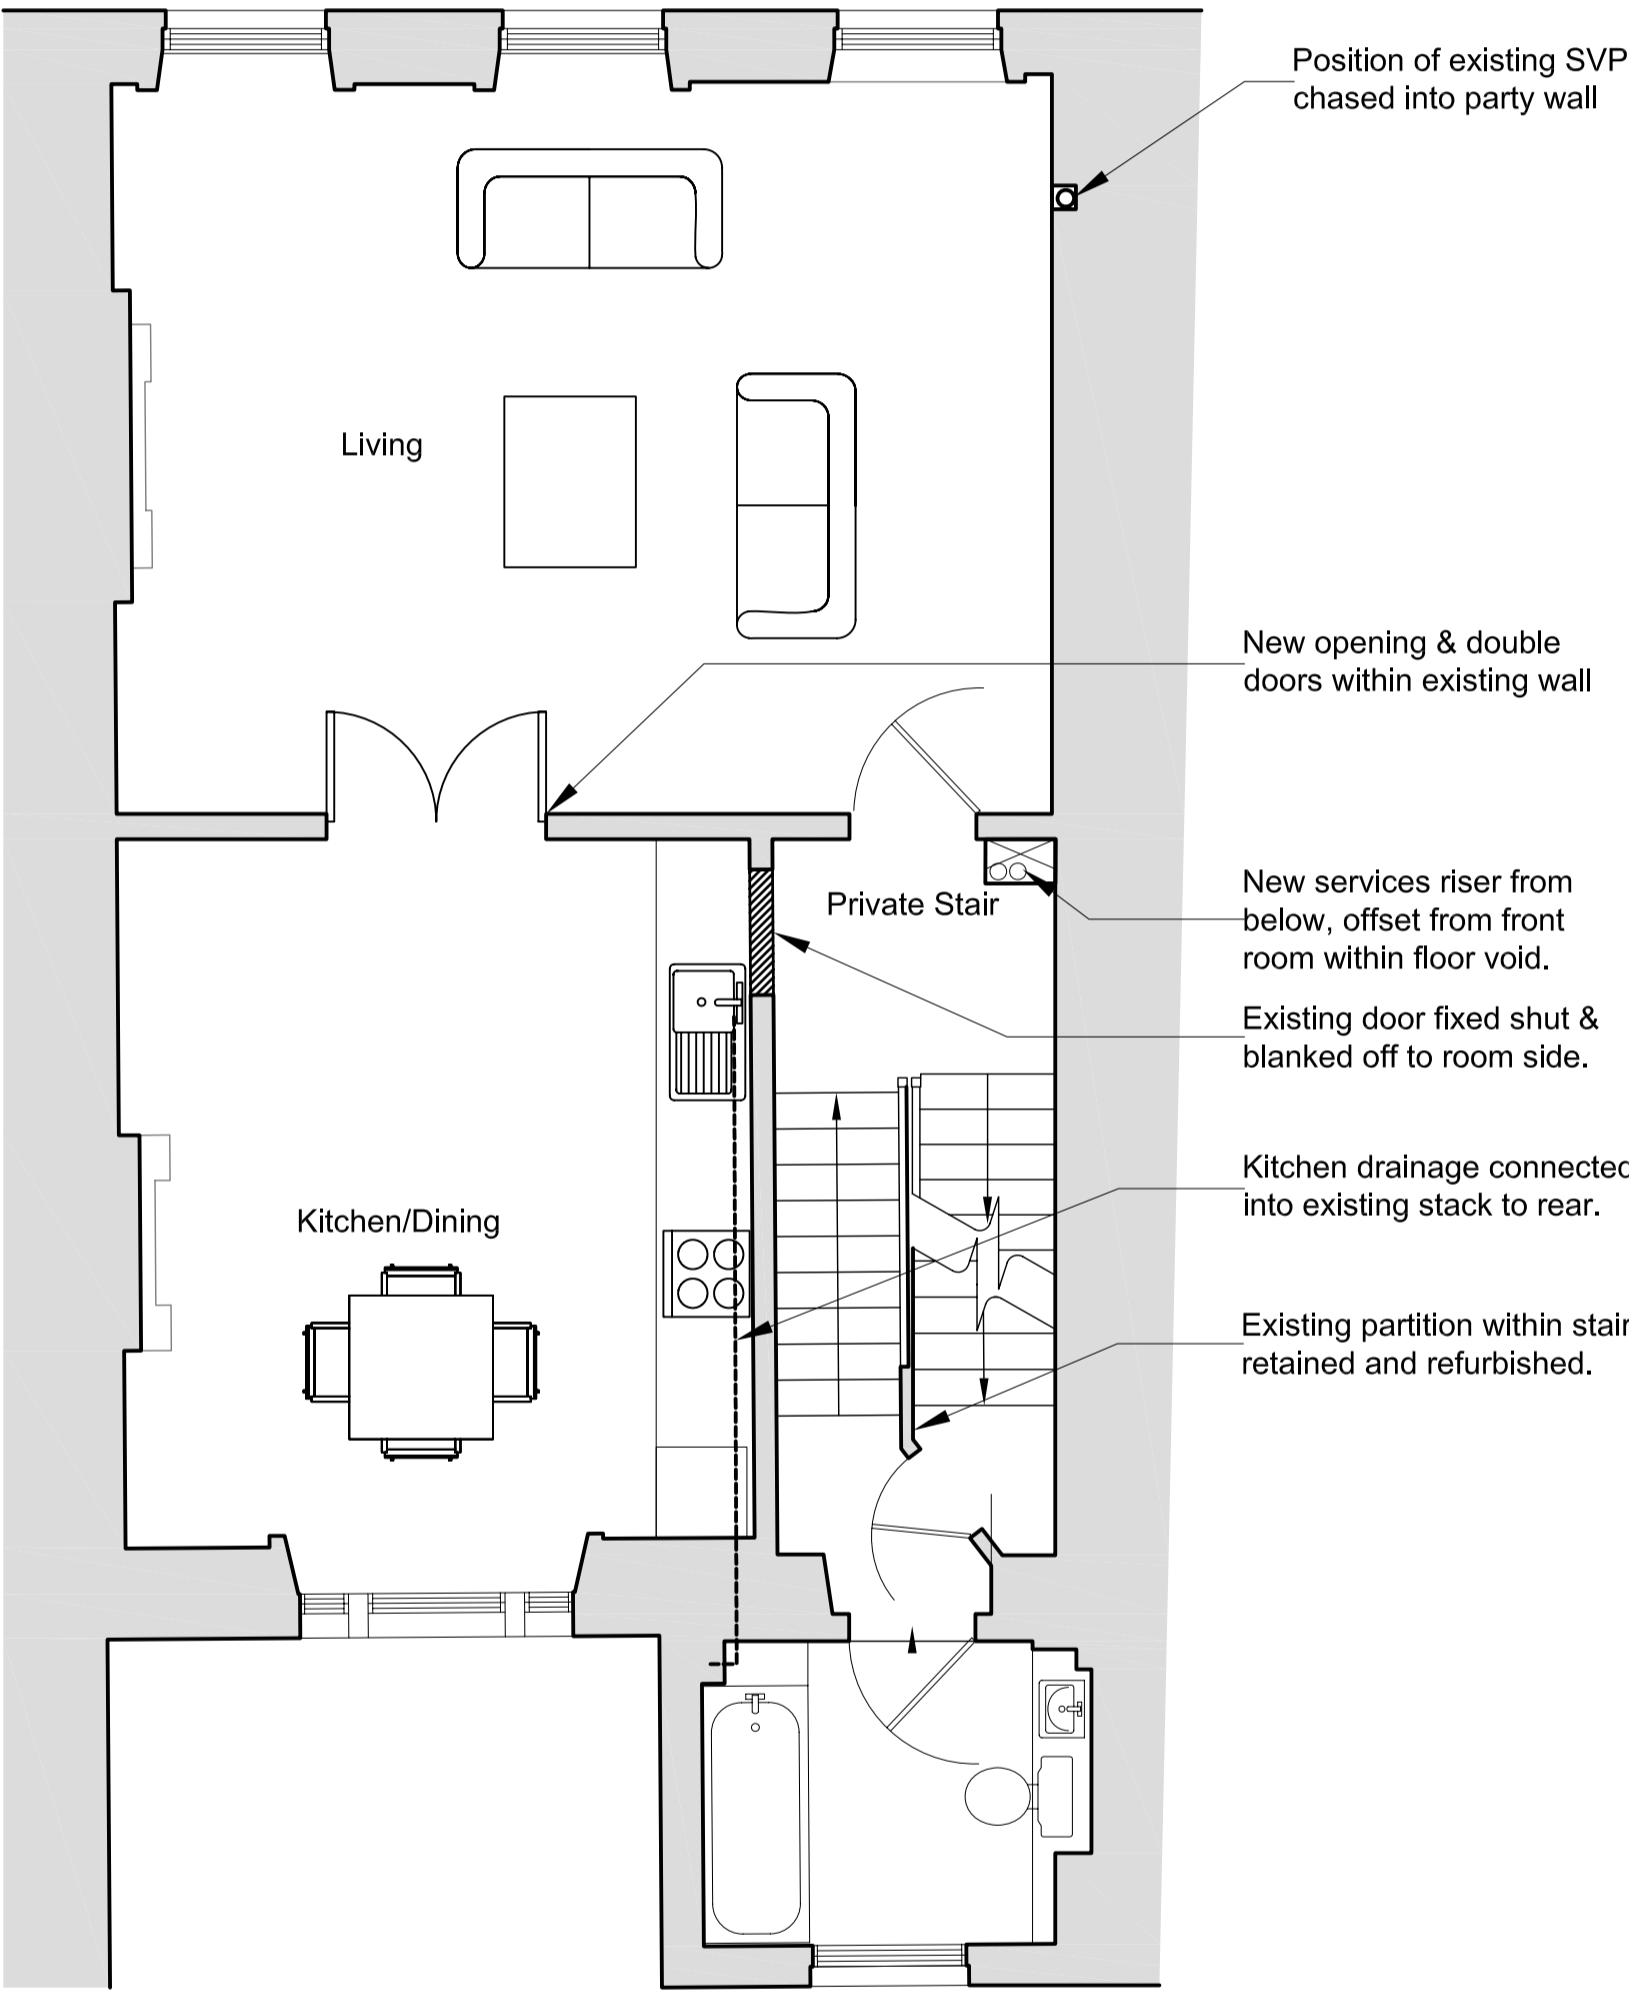 Position of existing SVP
chased into party wall
Living
New opening & double
doors within existing wall
Private Stair
New services riser from
below, offset from front
room within floor void.
Existing door fixed shut &
blanked off to room side.
Kitchen drainage connected
into existing stack to rear.
Kitchen/Dining
Existing partition within stair
retained and refurbished.